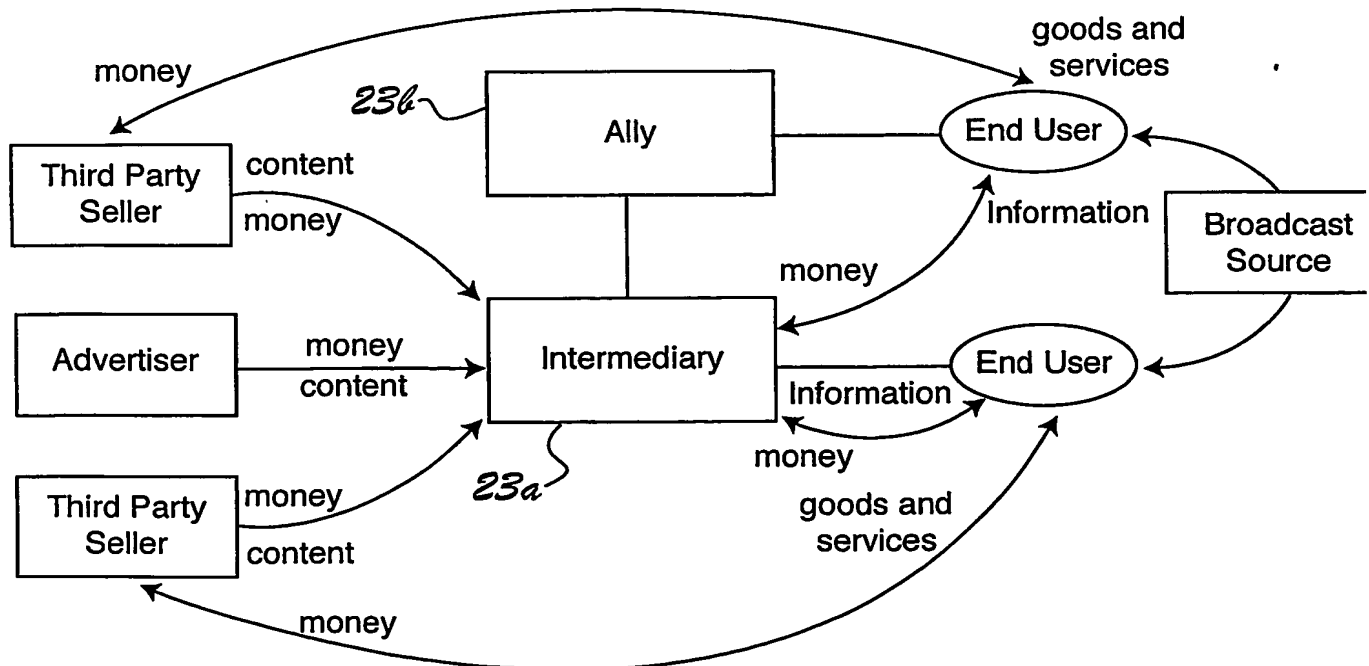 goods and
services
money
23b
Ally
End User
Third Party
Seller
content
money
Information
Broadcast
Source
money
Advertiser
money
content
Intermediary
End User
Information
money
23a
Third Party
Seller
money
content
goods and
services
money